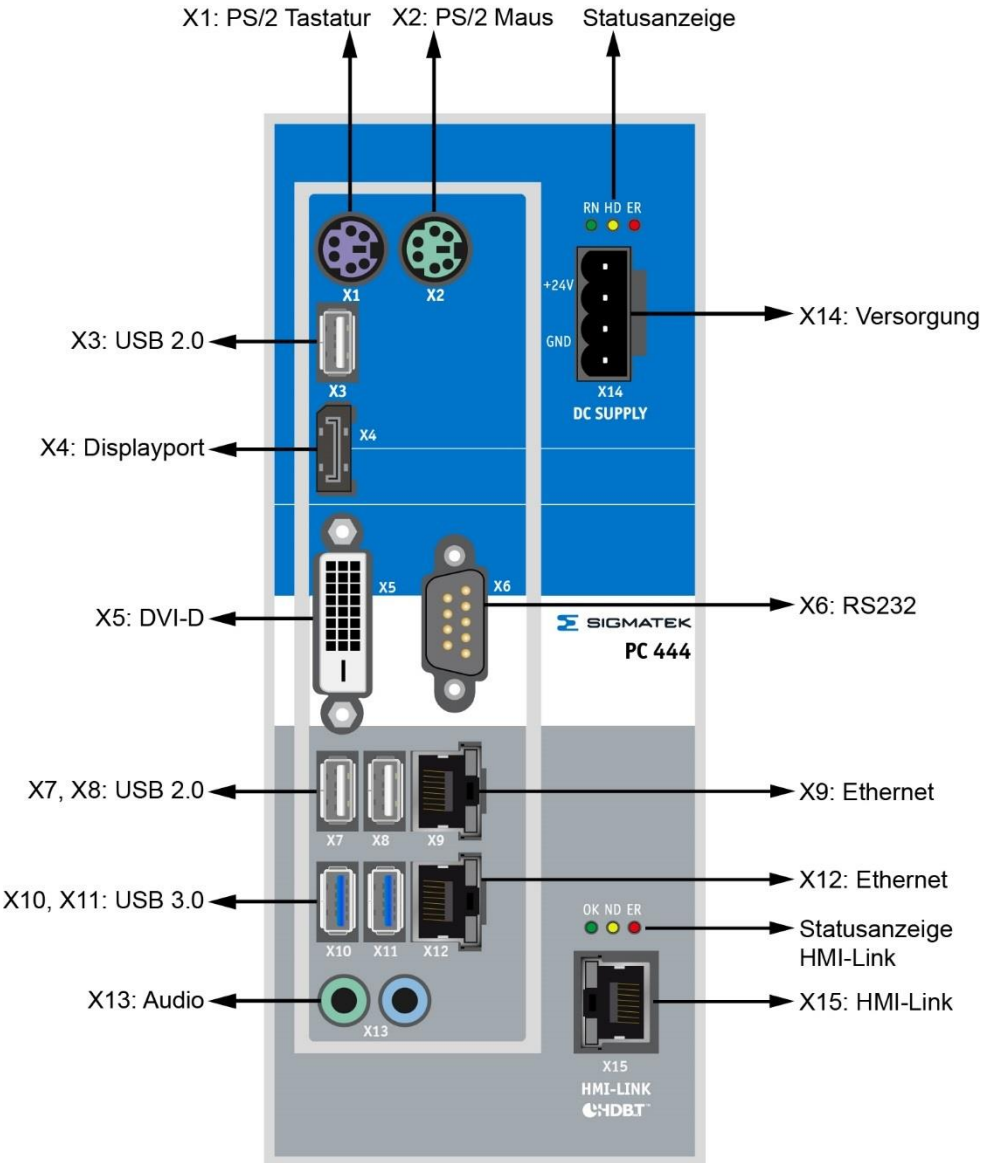 X1: PS/2 Tastatur
X2: PS/2 Maus
Statusanzeige
RN HD ER
X1
X2
+24V
X14: Versorgung
X3: USB 2.0
GND
X3
X14
DC SUPPLY
X4
X4: Displayport
X5
X6
X5: DVI-D
X6: RS232
SIGMATEK
PC 444
X7, X8: USB 2.0
X9: Ethernet
X7
X8
X9
X12: Ethernet
X10, X11: USB 3.0
OK ND ER
Statusanzeige
HMI-Link
X10
X11
X12
X13: Audio
X15: HMI-Link
X13
X15
HMI-LINK
HDBT